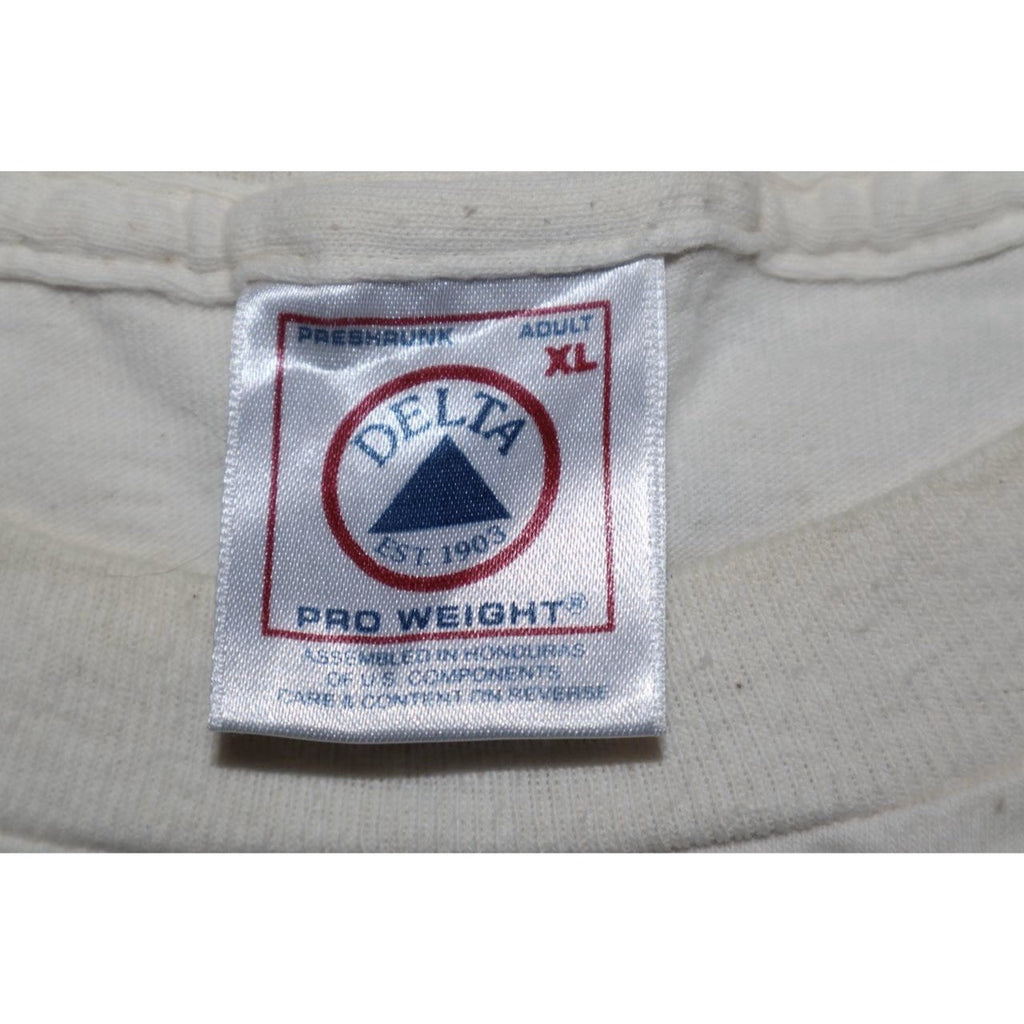 PRESHRUNK ADULT
XL
DELTA
EST. 1903
PRO WEIGHT®
ASSEMBLED IN HONDURAS
OF U.S. COMPONENTS
CARE & CONTENT ON REVERSE